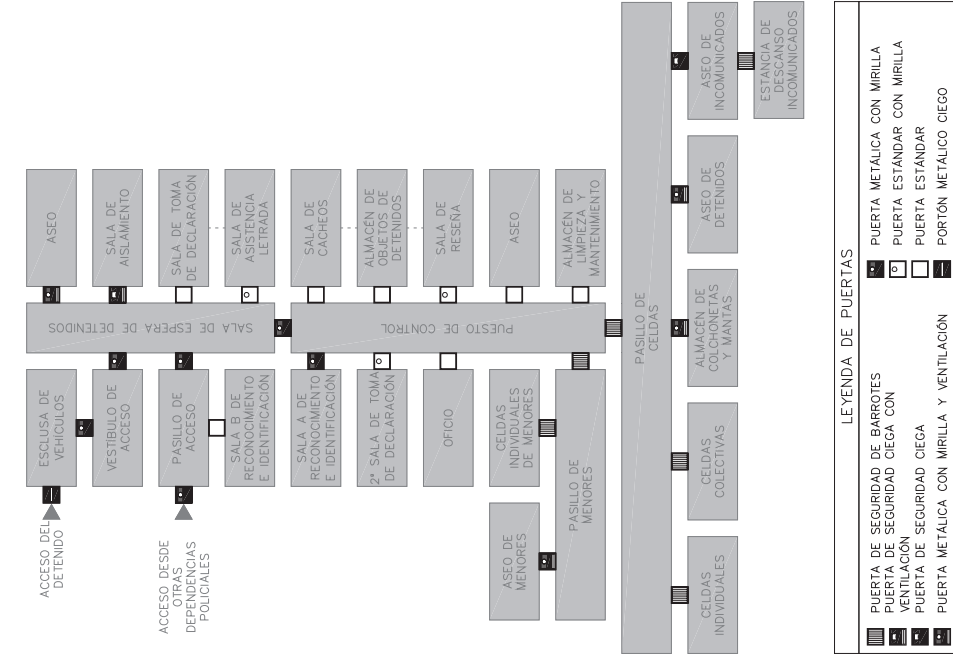 ASEO
SALA DE
AISLAMIENTO
SALA DE TOMA
DE DECLARACIÓN
SALA DE
ASISTENCIA
LETRADA
SALA DE
CACHEOS
ALMACÉN DE
OBJETOS DE
DETENIDOS
SALA DE
RESEÑA
ASEO
ALMACÉN DE
LIMPIEZA Y
MANTENIMIENTO
SALA DE ESPERA DE DETENIDOS
PUESTO DE CONTROL
ESCLUSA DE
VEHÍCULOS
VESTÍBULO DE
ACCESO
PASILLO DE
ACCESO
SALA B DE
RECONOCIMIENTO
E IDENTIFICACIÓN
SALA A DE
RECONOCIMIENTO
E IDENTIFICACIÓN
2ª SALA DE TOMA
DE DECLARACIÓN
OFICIO
CELDAS
INDIVIDUALES
DE MENORES
PASILLO DE
MENORES
ASEO DE
MENORES
ACCESO DEL
DETENIDO
ACCESO DESDE
OTRAS
DEPENDENCIAS
POLICIALES
PASILLO DE
CELDAS
ASEO DE
INCOMUNICADOS
ESTANCIA DE
DESCANSO
INCOMUNICADOS
ASEO DE
DETENIDOS
ALMACÉN DE
COLCHONETAS
Y MANTAS
CELDAS
COLECTIVAS
CELDAS
INDIVIDUALES
LEYENDA DE PUERTAS
PUERTA DE SEGURIDAD DE BARROTES
PUERTA DE SEGURIDAD CIEGA CON
VENTILACIÓN
PUERTA DE SEGURIDAD CIEGA
PUERTA METÁLICA CON MIRILLA Y VENTILACIÓN
PUERTA METÁLICA CON MIRILLA
PUERTA ESTÁNDAR CON MIRILLA
PUERTA ESTÁNDAR
PORTÓN METÁLICO CIEGO